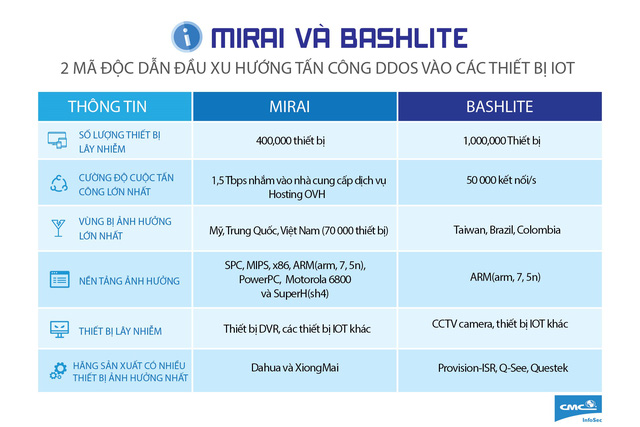 i MIRAI VÀ BASHLITE
2 MÃ ĐỘC DẪN ĐẦU XU HƯỚNG TẤN CÔNG DDOS VÀO CÁC THIẾT BỊ IOT
THÔNG TIN
MIRAI
BASHLITE
SỐ LƯỢNG THIẾT BỊ
LÂY NHIỄM
400,000 thiết bị
1,000,000 Thiết bị
CƯỜNG ĐỘ CUỘC TẤN
CÔNG LỚN NHẤT
1,5 Tbps nhắm vào nhà cung cấp dịch vụ
Hosting OVH
50 000 kết nối/s
VÙNG BỊ ẢNH HƯỞNG
LỚN NHẤT
Mỹ, Trung Quốc, Việt Nam (70 000 thiết bị)
Taiwan, Brazil, Colombia
NỀN TẢNG ẢNH HƯỞNG
SPC, MIPS, x86, ARM(arm, 7, 5n),
PowerPC, Motorola 6800
và SuperH(sh4)
ARM(arm, 7, 5n)
THIẾT BỊ LÂY NHIỄM
Thiết bị DVR, các thiết bị IOT khác
CCTV camera, thiết bị IOT khác
HÃNG SẢN XUẤT CÓ NHIỀU
THIẾT BỊ ẢNH HƯỞNG NHẤT
Dahua và XiongMai
Provision-ISR, Q-See, Questek
CMC
InfoSec